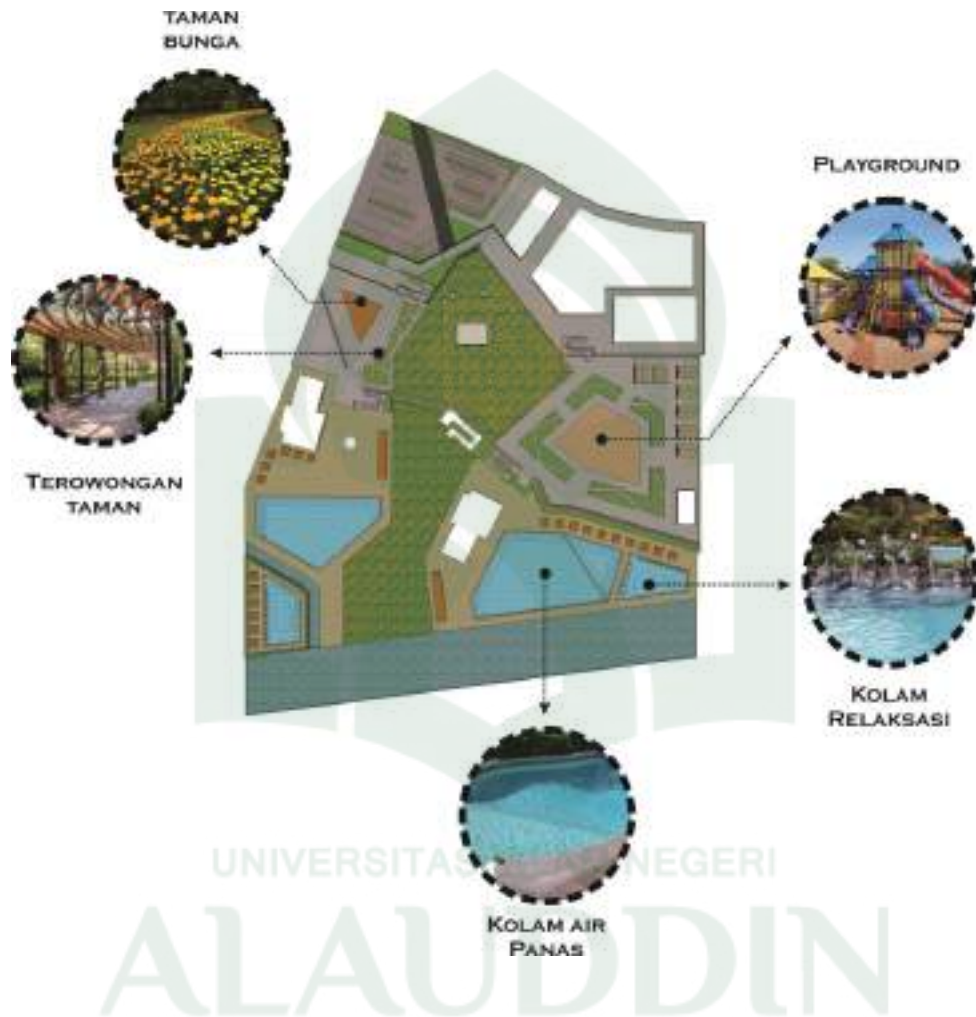 TAMAN
BUNGA
PLAYGROUND
TEROWONGAN
TAMAN
KOLAM
RELAKSASI
KOLAM AIR
PANAS
UNIVERSITAS NEGERI
ALAUDDIN